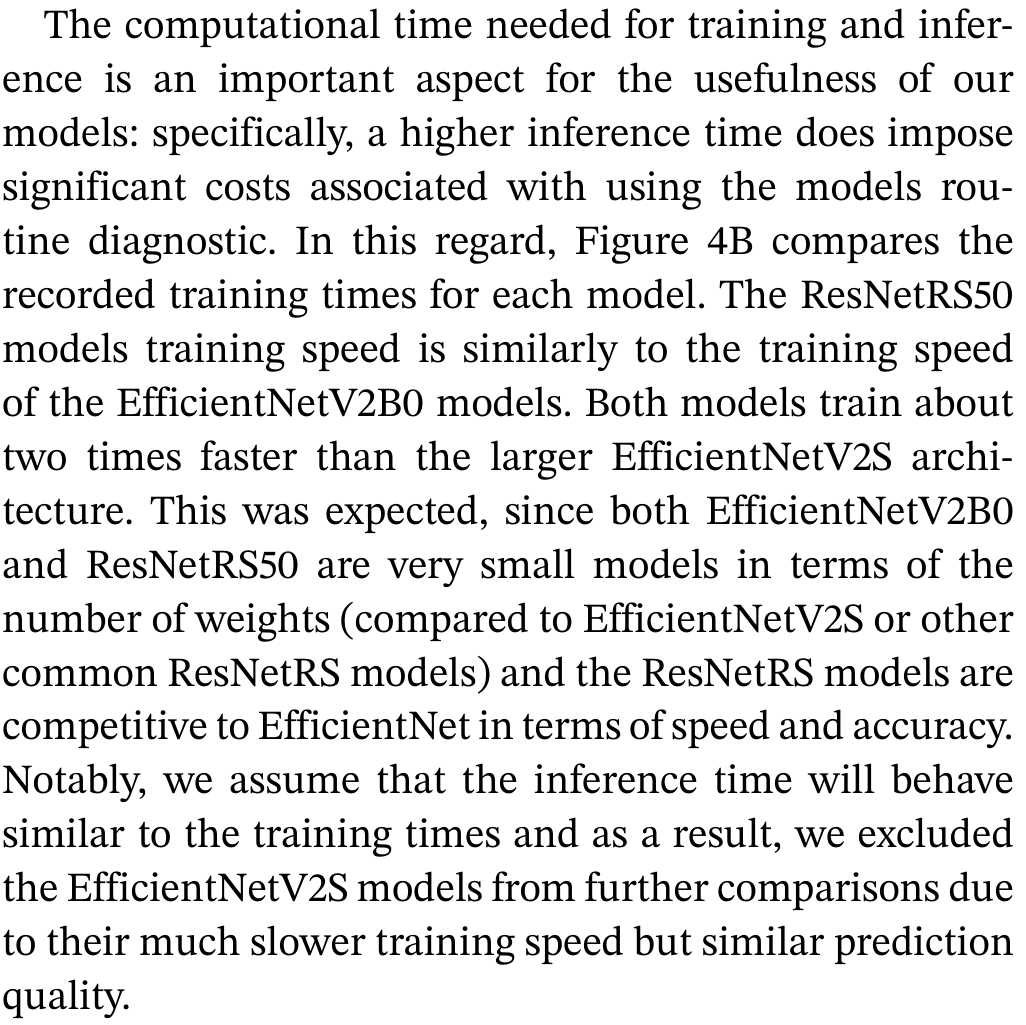 The computational time needed for training and infer-
ence is an important aspect for the usefulness of our
models: specifically, a higher inference time does impose
significant costs associated with using the models rou-
tine diagnostic. In this regard, Figure 4B compares the
recorded training times for each model. The ResNetRS50
models training speed is similarly to the training speed
of the EfficientNetV2B0 models. Both models train about
two times faster than the larger EfficientNetV2S archi-
tecture. This was expected, since both EfficientNetV2B0
and ResNetRS50 are very small models in terms of the
number of weights (compared to EfficientNetV2S or other
common ResNetRS models) and the ResNetRS models are
competitive to EfficientNet in terms of speed and accuracy.
Notably, we assume that the inference time will behave
similar to the training times and as a result, we excluded
the EfficientNetV2S models from further comparisons due
to their much slower training speed but similar prediction
quality.